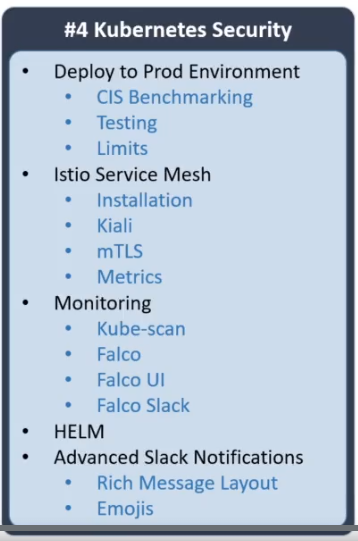 #4 Kubernetes Security
• Deploy to Prod Environment
• CIS Benchmarking
• Testing
• Limits
• Istio Service Mesh
• Installation
• Kiali
• mTLS
• Metrics
• Monitoring
• Kube-scan
• Falco
• Falco UI
• Falco Slack
• HELM
• Advanced Slack Notifications
• Rich Message Layout
• Emojis